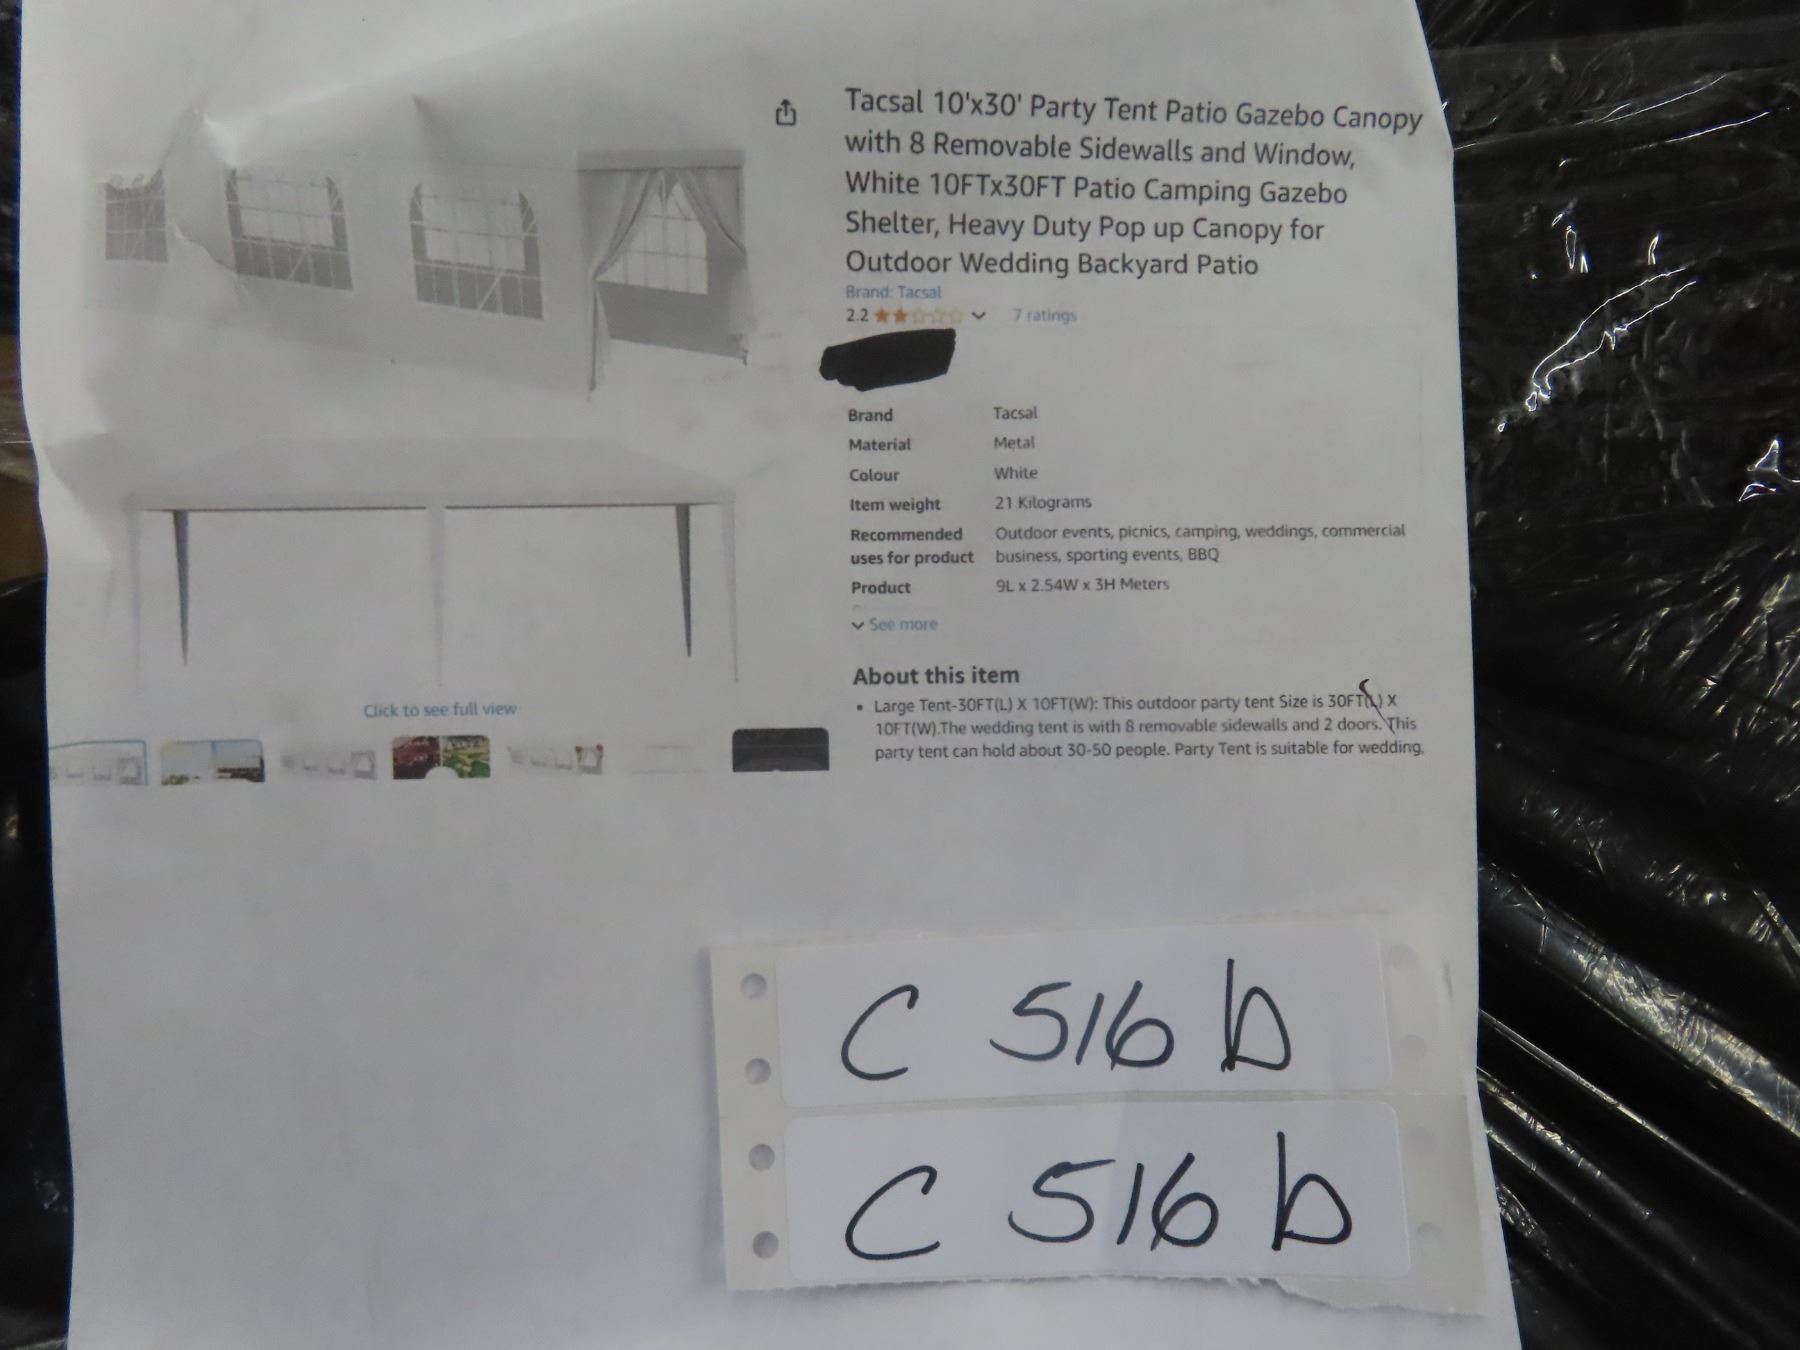 Tacsal 10'x30' Party Tent Patio Gazebo Canopy
with 8 Removable Sidewalls and Window,
White 10FTx30FT Patio Camping Gazebo
Shelter, Heavy Duty Pop up Canopy for
Outdoor Wedding Backyard Patio
Brand: Tacsal
2.2 7 ratings
Brand Tacsal
Material Metal
Colour White
Item weight 21 Kilograms
Recommended Outdoor events, picnics, camping, weddings, commercial
uses for product business, sporting events, BBQ
Product 9L x 2.54W x 3H Meters
See more
About this item
• Large Tent-30FT(L) X 10FT(W): This outdoor party tent Size is 30FT(L) X
10FT(W).The wedding tent is with 8 removable sidewalls and 2 doors. This
party tent can hold about 30-50 people. Party Tent is suitable for wedding,
Click to see full view
C 516 b
C 516 b